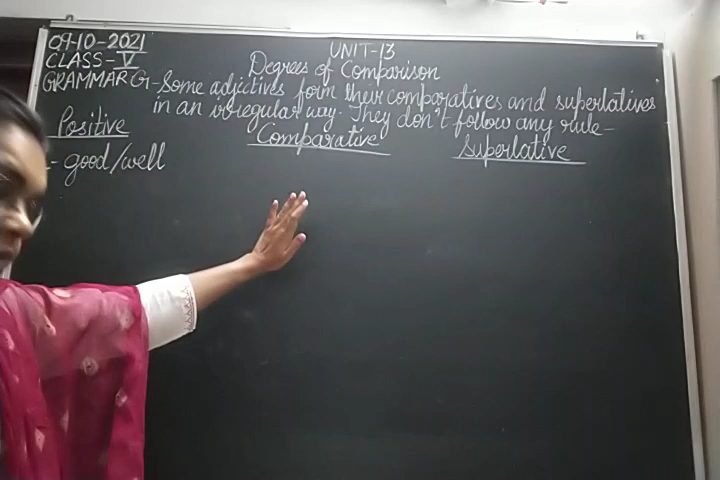 09-10-2021
UNIT-13
CLASS-V
Degrees of Comparison
GRAMMAR G-Some adjectives form their comparatives and superlatives
in an irregular way. They don't follow any rule-
Positive Comparative Superlative
- good/well